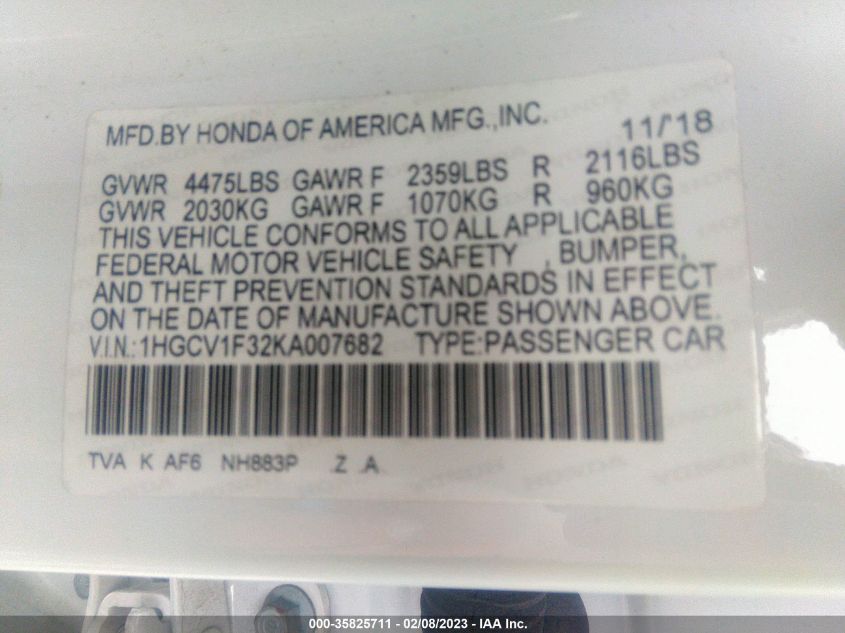 MFD.BY HONDA OF AMERICA MFG.,INC. 11/'18
GVWR 4475LBS GAWR F 2359LBS R 2116LBS
GVWR 2030KG GAWR F 1070KG R 960KG
THIS VEHICLE CONFORMS TO ALL APPLICABLE
FEDERAL MOTOR VEHICLE SAFETY , BUMPER,
AND THEFT PREVENTION STANDARDS IN EFFECT
ON THE DATE OF MANUFACTURE SHOWN ABOVE.
V.I.N.:1HGCV1F32KA007682 TYPE:PASSENGER CAR
TVA K AF6 NH883P Z A
000-35825711 - 02/08/2023 - IAA Inc.